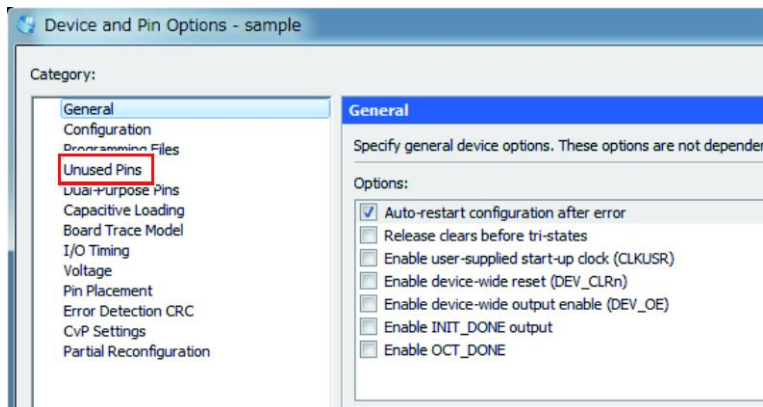 Device and Pin Options - sample
Category:
General
Configuration
Programming Files
Unused Pins
Dual-Purpose Pins
Capacitive Loading
Board Trace Model
I/O Timing
Voltage
Pin Placement
Error Detection CRC
CvP Settings
Partial Reconfiguration
General
Specify general device options. These options are not
Options:
Auto-restart configuration after error
Release clears before tri-states
Enable user-supplied start-up clock (CLKUSR)
Enable device-wide reset (DEV_CLRn)
Enable device-wide output enable (DEV_OE)
Enable INIT_DONE output
Enable OCT_DONE